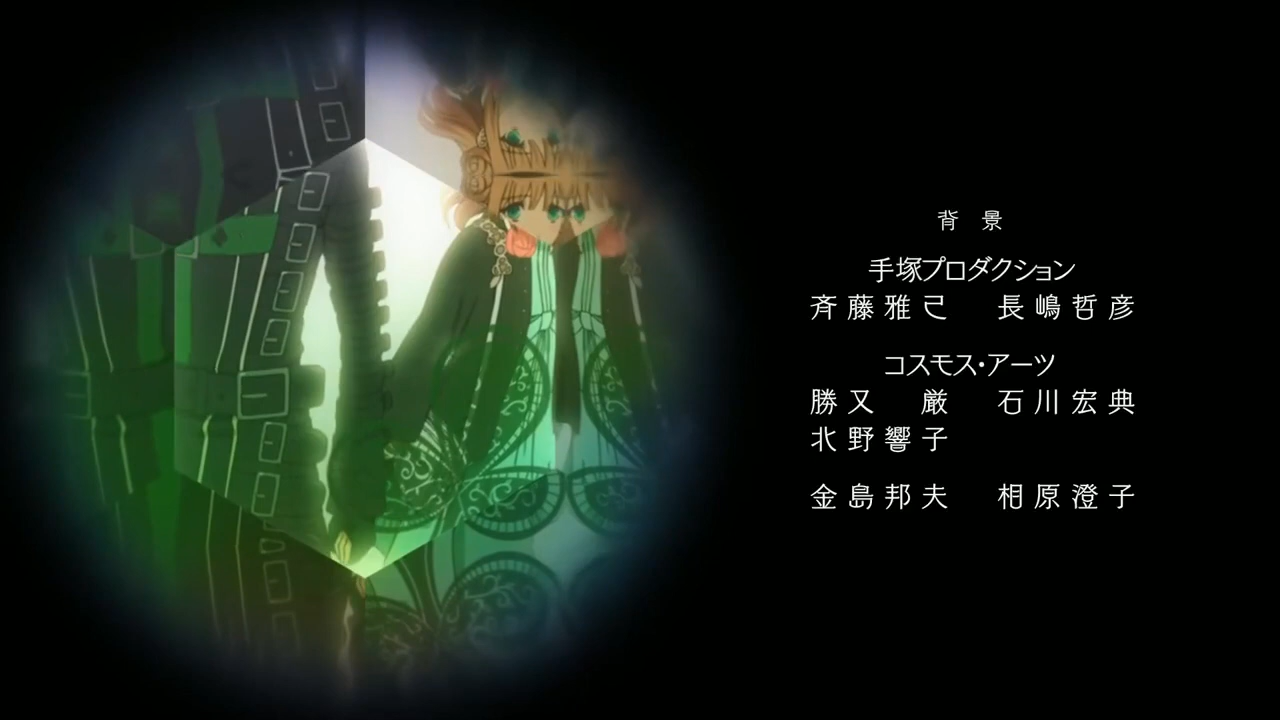 背 景
手塚プロダクション
斉藤雅己 長嶋哲彦
コスモス・アーツ
勝又 厳 石川宏典
北野響子
金島邦夫 相原澄子